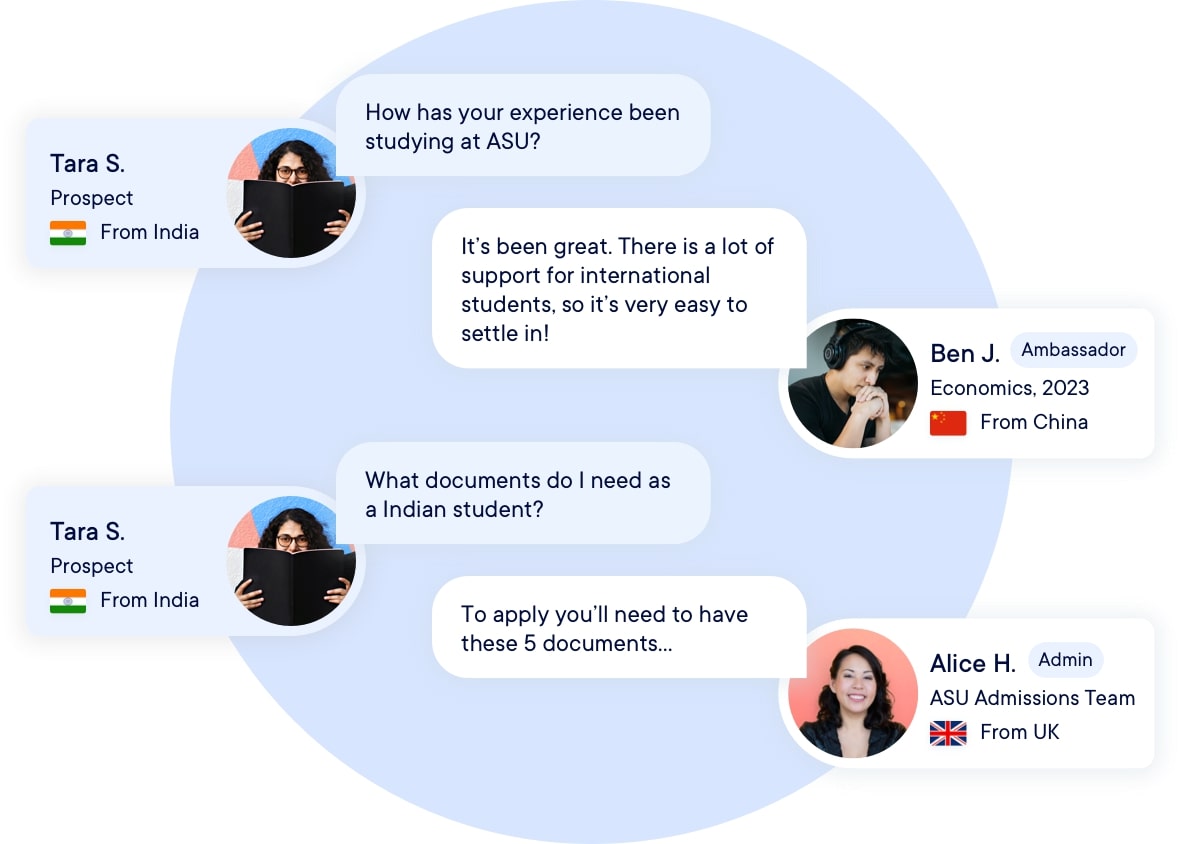 How has your experience been
studying at ASU?
Tara S.
Prospect
From India
It’s been great. There is a lot of
support for international
students, so it’s very easy to
settle in!
Ben J.
Ambassador
Economics, 2023
From China
What documents do I need as
a Indian student?
Tara S.
Prospect
From India
To apply you’ll need to have
these 5 documents...
Alice H.
Admin
ASU Admissions Team
From UK